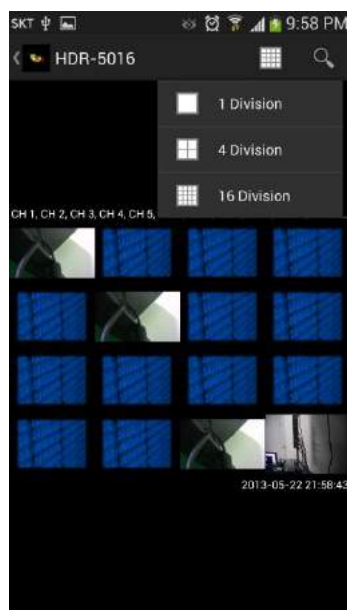 SKT 9:58 PM
HDR-5016
1 Division
4 Division
16 Division
CH 1, CH 2, CH 3, CH 4, CH 5,
2013-05-22 21:58:43